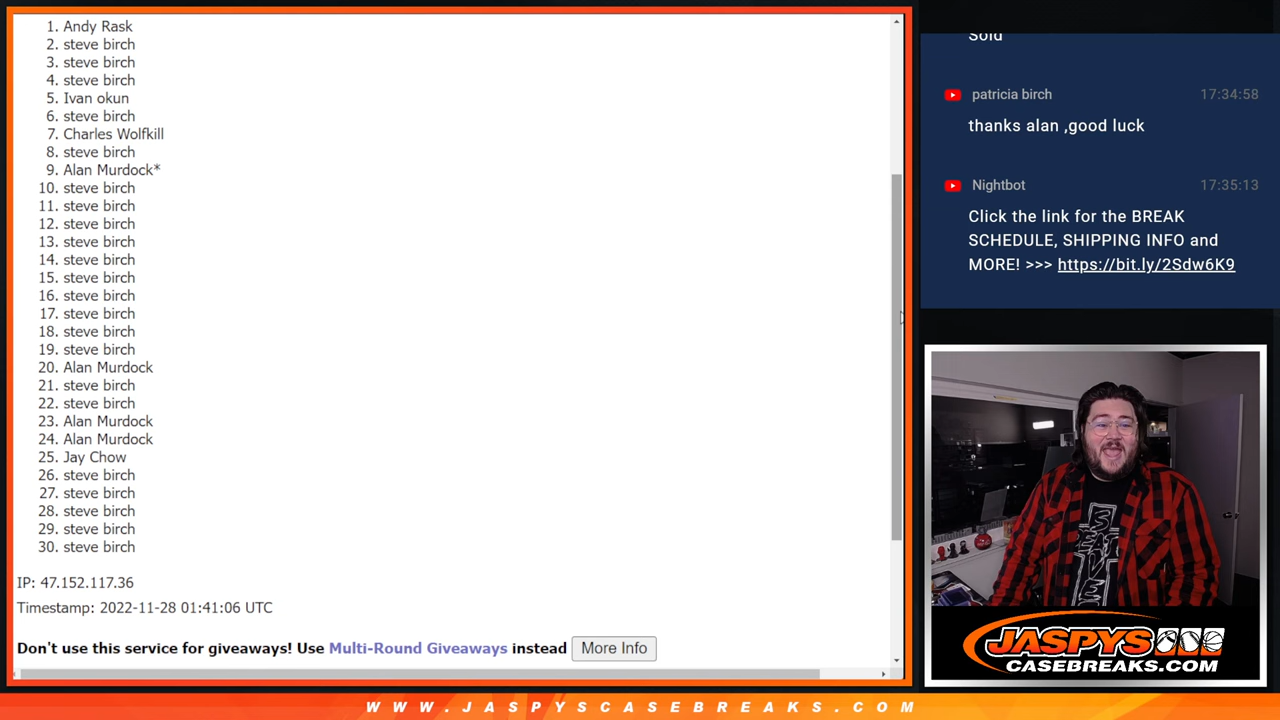 1. Andy Rask
2. steve birch
3. steve birch
4. steve birch
5. Ivan okun
6. steve birch
7. Charles Wolfkill
8. steve birch
9. Alan Murdock*
10. steve birch
11. steve birch
12. steve birch
13. steve birch
14. steve birch
15. steve birch
16. steve birch
17. steve birch
18. steve birch
19. steve birch
20. Alan Murdock
21. steve birch
22. steve birch
23. Alan Murdock
24. Alan Murdock
25. Jay Chow
26. steve birch
27. steve birch
28. steve birch
29. steve birch
30. steve birch
IP: 47.152.117.36
Timestamp: 2022-11-28 01:41:06 UTC
Don't use this service for giveaways! Use Multi-Round Giveaways instead More Info
Sold
patricia birch 17:34:58
thanks alan ,good luck
Nightbot 17:35:13
Click the link for the BREAK
SCHEDULE, SHIPPING INFO and
MORE! >>> https://bit.ly/2Sdw6K9
JASPYS
CASEBREAKS.COM
WWW.JASPYSCASEBREAKS.COM